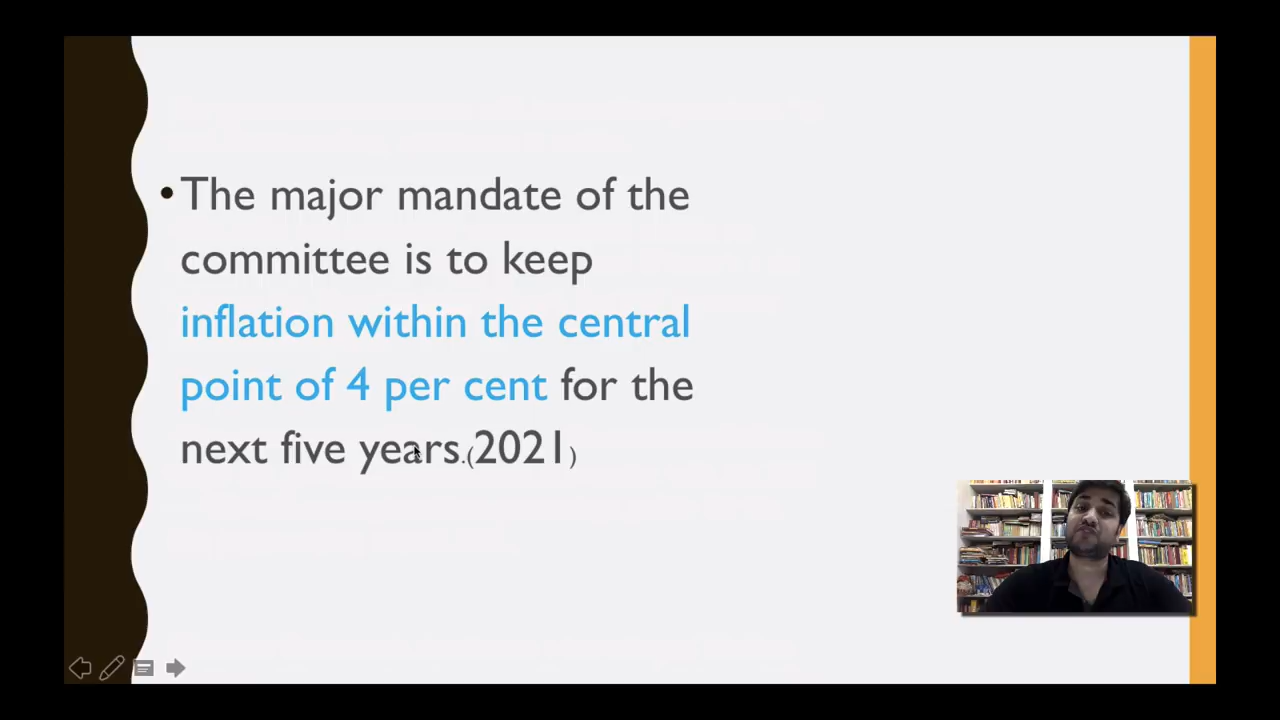 •The major mandate of the
committee is to keep
inflation within the central
point of 4 per cent for the
next five years.(2021)